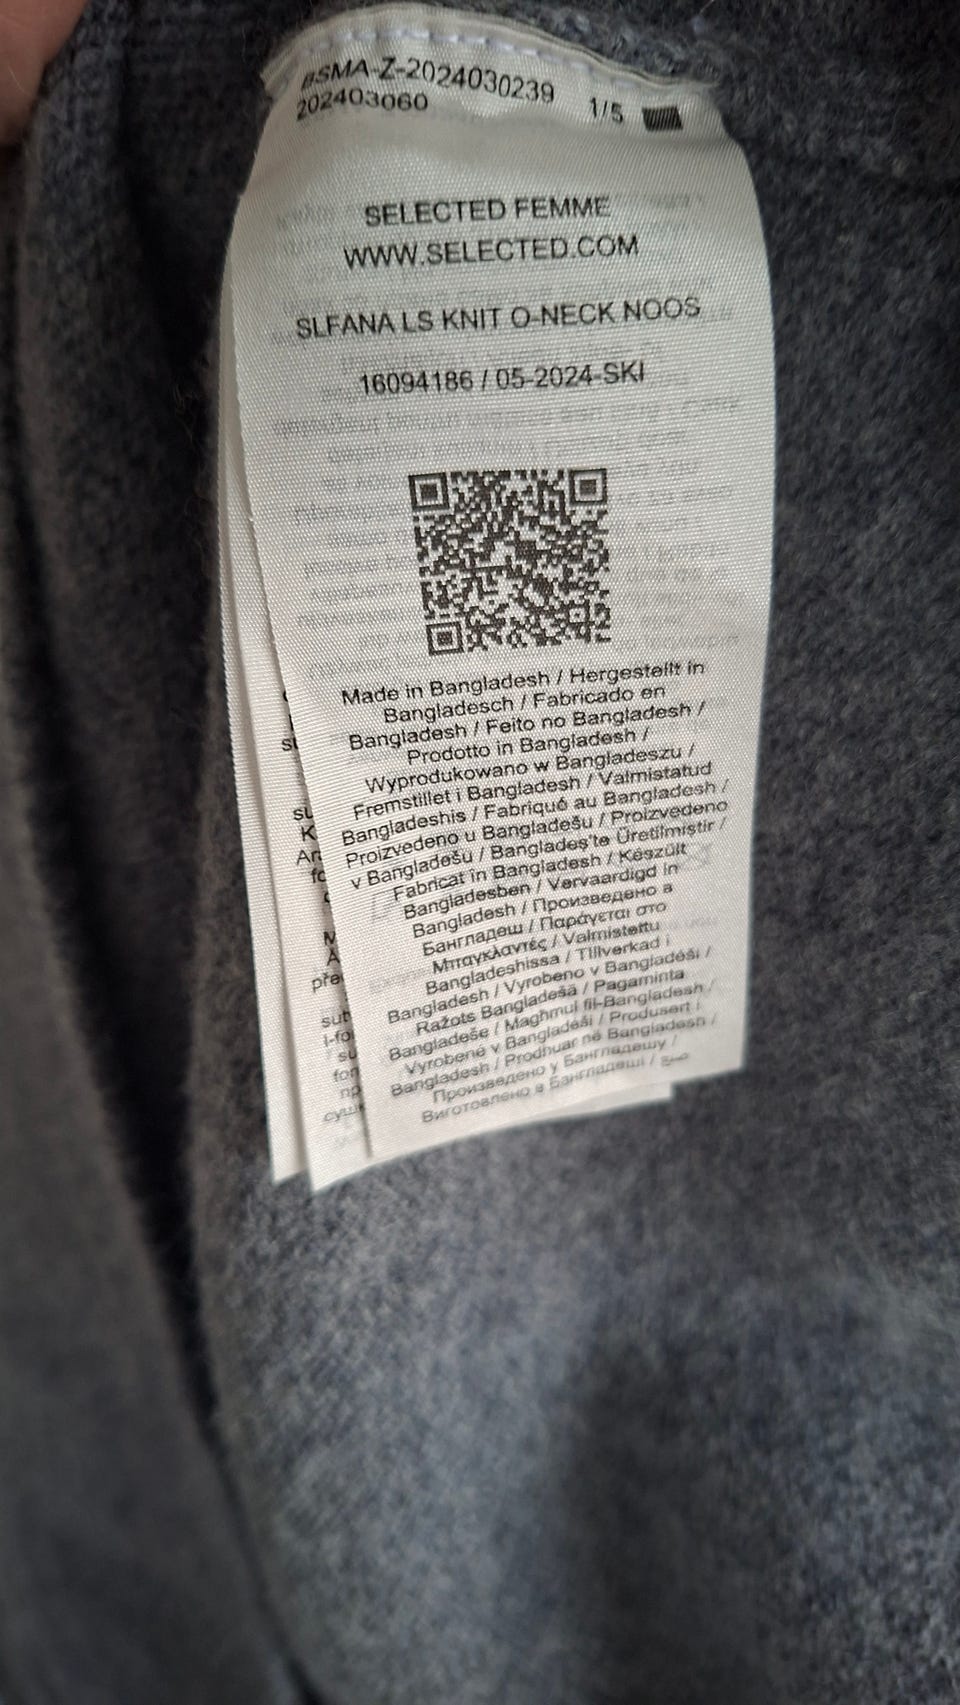 BSMA-Z-2024030239
202403060
1/5
SELECTED FEMME
WWW.SELECTED.COM
SLFANA LS KNIT O-NECK NOOS
16094186 / 05-2024-SKI
Made in Bangladesh / Hergestellt in
Bangladesch / Fabricado en
Bangladesh / Feito no Bangladesh /
Prodotto in Bangladesh /
Wyprodukowano w Bangladeszu /
Fremstillet i Bangladesh / Valmistatud
Bangladeshis / Fabriqué au Bangladesh /
Proizvedeno u Bangladešu / Proizvedeno
v Bangladešu / Bangladeş'te Üretilmiştir /
Fabricat în Bangladesh / Készült
Bangladesben / Vervaardigd in
Bangladesh / Произведено в
Бангладеш / Παράγεται στο
Μπαγκλαντές / Valmistettu
Bangladeshissa / Tillverkad i
Bangladesh / Vyrobeno v Bangladéši /
Ražots Bangladešā / Pagaminta
Bangladeše / Magħmul fil-Bangladesh /
Vyrobené v Bangladéši / Produsert i
Bangladesh / Prodhuar në Bangladesh /
Произведено у Бангладешу /
Виготовлено в Бангладеші /